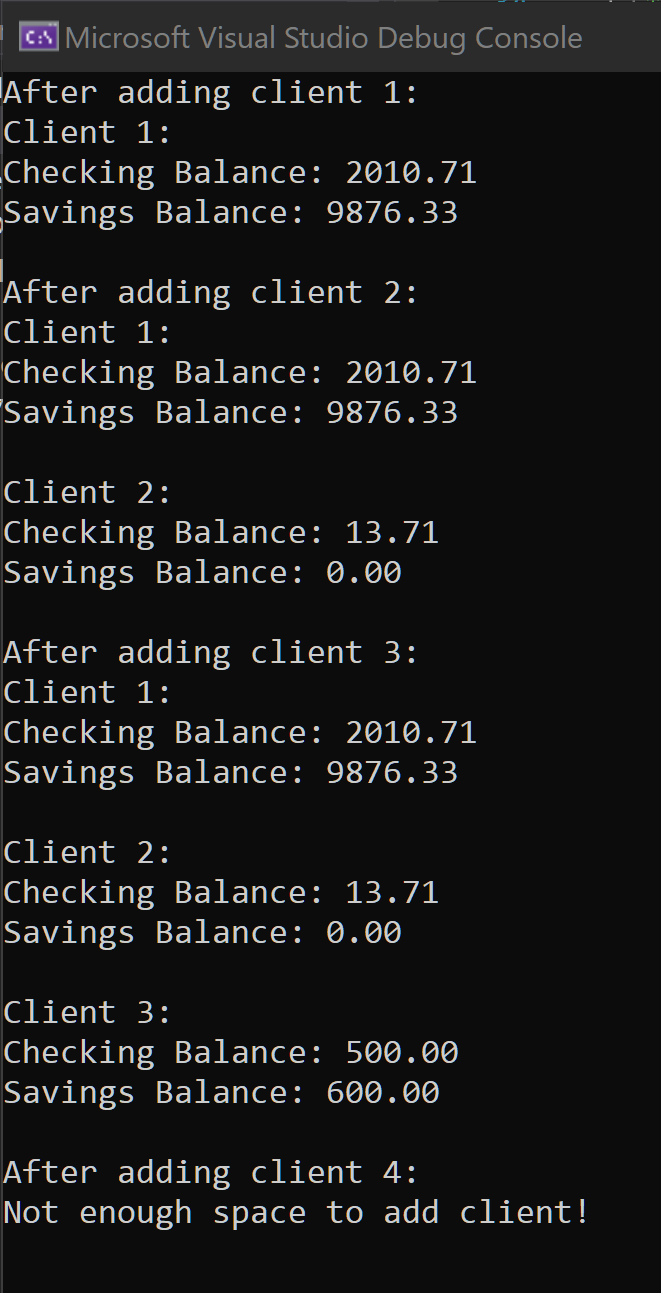 C:\ Microsoft Visual Studio Debug Console
After adding client 1:
Client 1:
Checking Balance: 2010.71
Savings Balance: 9876.33
After adding client 2:
Client 1:
Checking Balance: 2010.71
Savings Balance: 9876.33
Client 2:
Checking Balance: 13.71
Savings Balance: 0.00
After adding client 3:
Client 1:
Checking Balance: 2010.71
Savings Balance: 9876.33
Client 2:
Checking Balance: 13.71
Savings Balance: 0.00
Client 3:
Checking Balance: 500.00
Savings Balance: 600.00
After adding client 4:
Not enough space to add client!